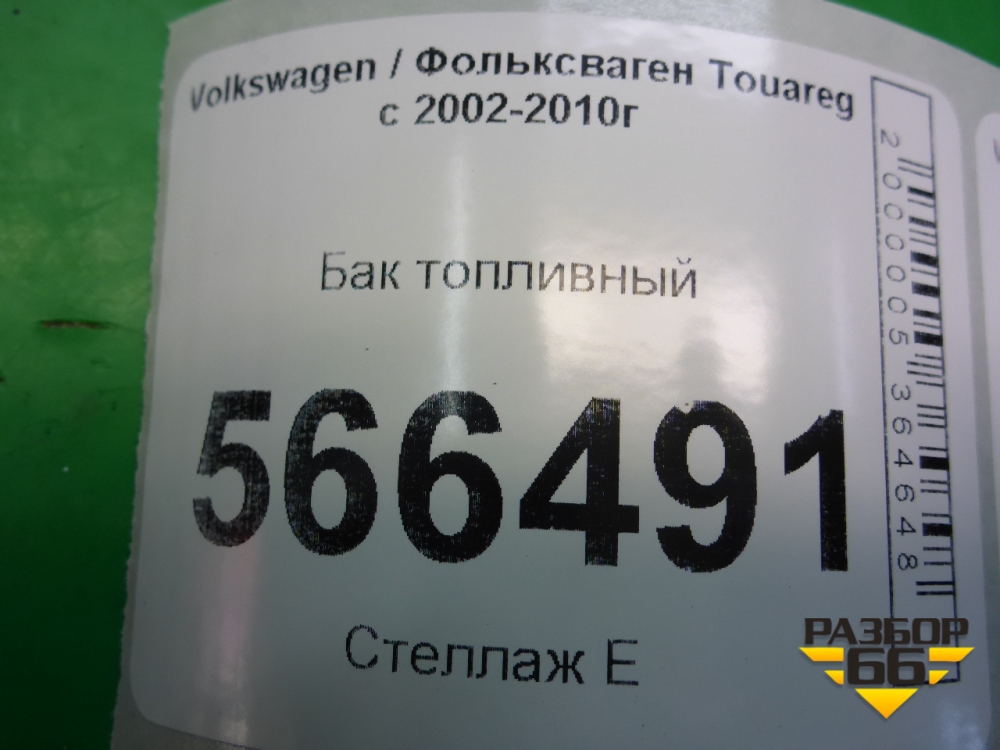 Volkswagen / Фольксваген Touareg
с 2002-2010г
Бак топливный
566491
Стеллаж Е
2000005364648
РАЗБОР
66